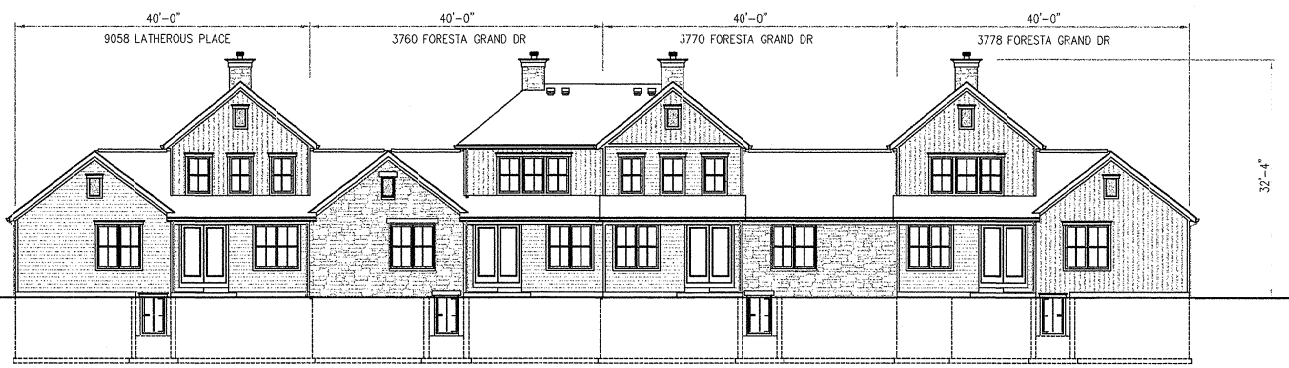 40'-0" 40'-0" 40'-0" 40'-0"
9058 LATHEROUS PLACE 3760 FORESTA GRAND DR 3770 FORESTA GRAND DR 3778 FORESTA GRAND DR
32'-4"